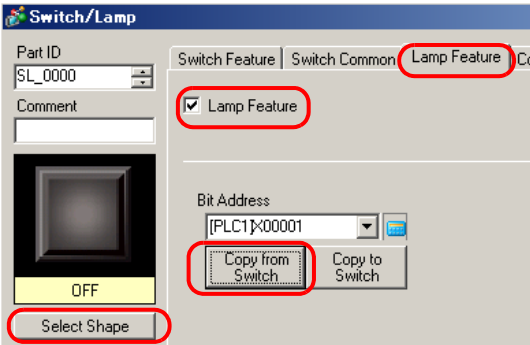 Switch/Lamp
Part ID
SL_0000
Comment
OFF
Select Shape
Switch Feature
Switch Common
Lamp Feature
Lamp Feature
Bit Address
[PLC1]X00001
Copy from
Switch
Copy to
Switch